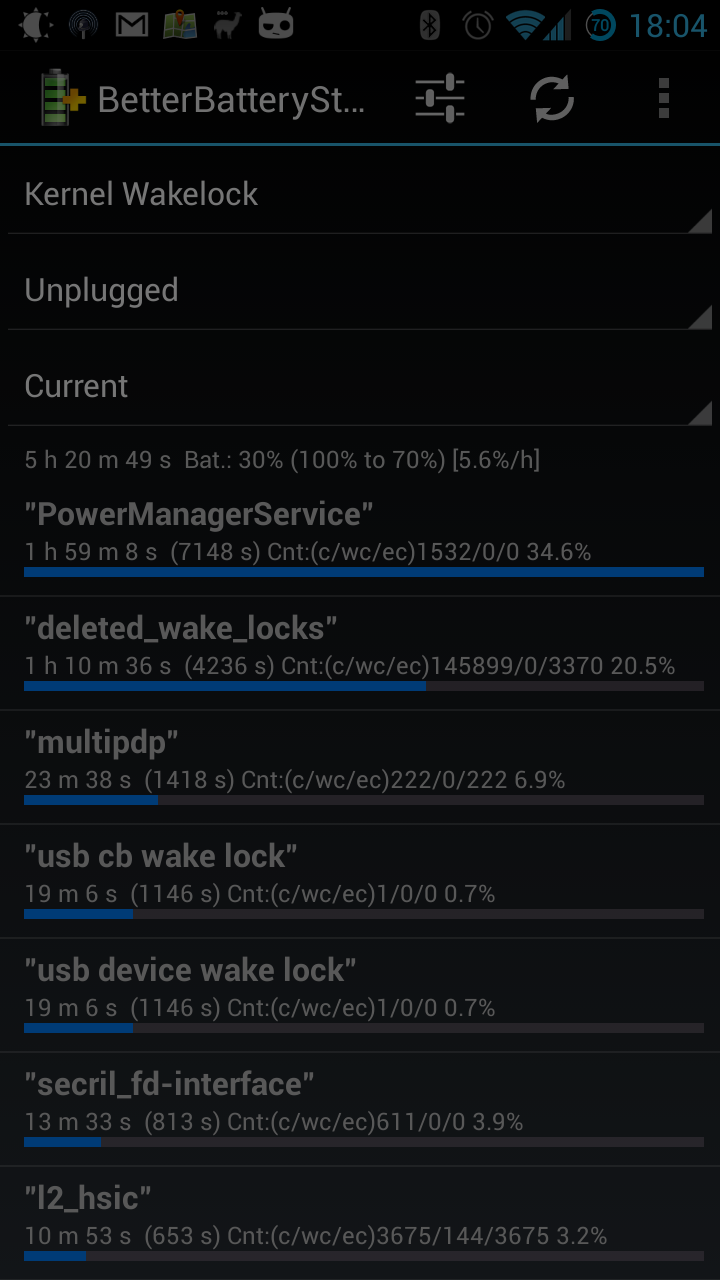 70 18:04
BetterBatterySt...
Kernel Wakelock
Unplugged
Current
5 h 20 m 49 s Bat.: 30% (100% to 70%) [5.6%/h]
"PowerManagerService"
1 h 59 m 8 s (7148 s) Cnt:(c/wc/ec)1532/0/0 34.6%
"deleted_wake_locks"
1 h 10 m 36 s (4236 s) Cnt:(c/wc/ec)145899/0/3370 20.5%
"multipdp"
23 m 38 s (1418 s) Cnt:(c/wc/ec)222/0/222 6.9%
"usb cb wake lock"
19 m 6 s (1146 s) Cnt:(c/wc/ec)1/0/0 0.7%
"usb device wake lock"
19 m 6 s (1146 s) Cnt:(c/wc/ec)1/0/0 0.7%
"secril_fd-interface"
13 m 33 s (813 s) Cnt:(c/wc/ec)611/0/0 3.9%
"l2_hsic"
10 m 53 s (653 s) Cnt:(c/wc/ec)3675/144/3675 3.2%